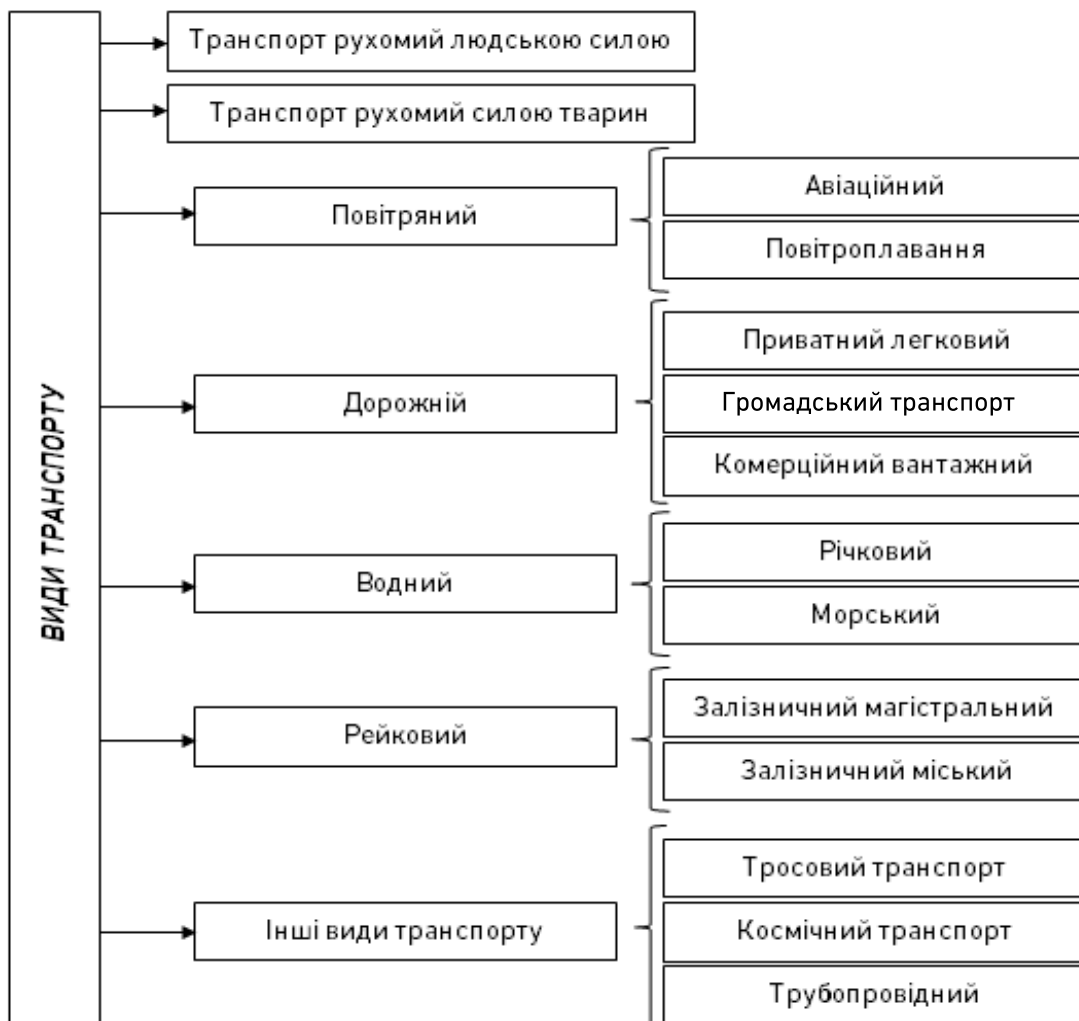 ВИДИ ТРАНСПОРТУ
Транспорт рухомий людською силою
Транспорт рухомий силою тварин
Повітряний
Авіаційний
Повітроплавання
Дорожній
Приватний легковий
Громадський транспорт
Комерційний вантажний
Водний
Річковий
Морський
Рейковий
Залізничний магістральний
Залізничний міський
Інші види транспорту
Тросовий транспорт
Космічний транспорт
Трубопровідний